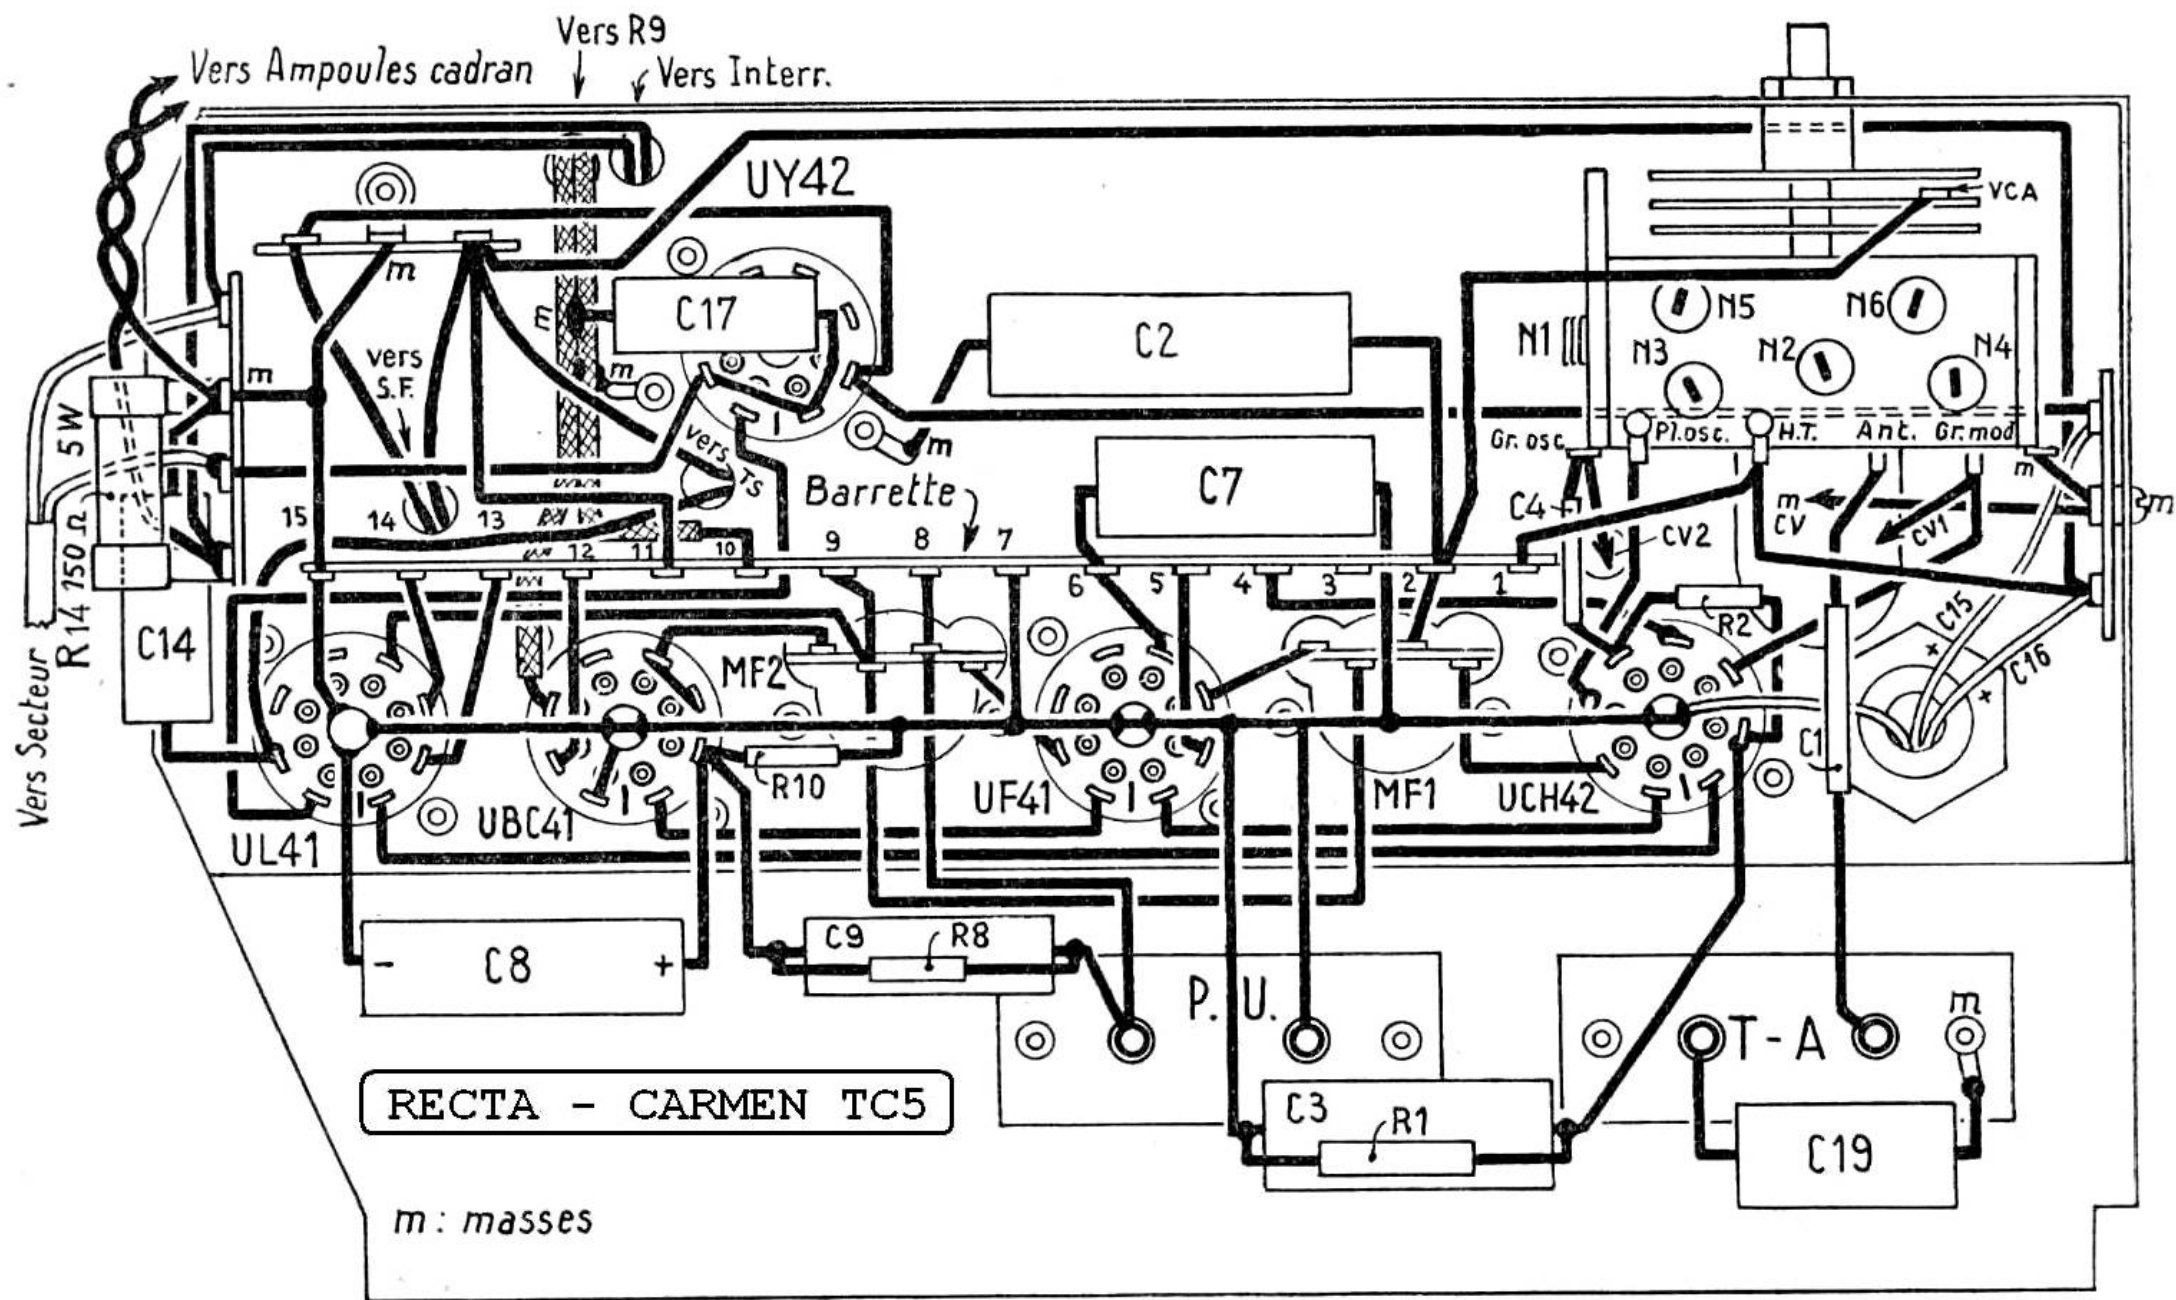 Vers R9
Vers Ampoules cadran
Vers Interr.
UY42
VCA
m
C17
m
C2
N1
N5
N6
N3
N2
N4
m
vers
S.F.
m
m
Gr. osc.
Pl.osc.
H.T.
Ant.
Gr.mod
m
5W
vers TS
Barrette
C7
C4
m
CV
CV1
CV2
m
15
14
13
12
11
10
9
8
7
6
5
4
3
2
1
R14 150 Ω
C14
Vers Secteur
MF2
R2
+ C15
+ C16
R10
C1
UL41
UBC41
UF41
MF1
UCH42
- C8 +
C9
R8
P. U.
T-A
m
RECTA - CARMEN TC5
C3
R1
C19
m : masses